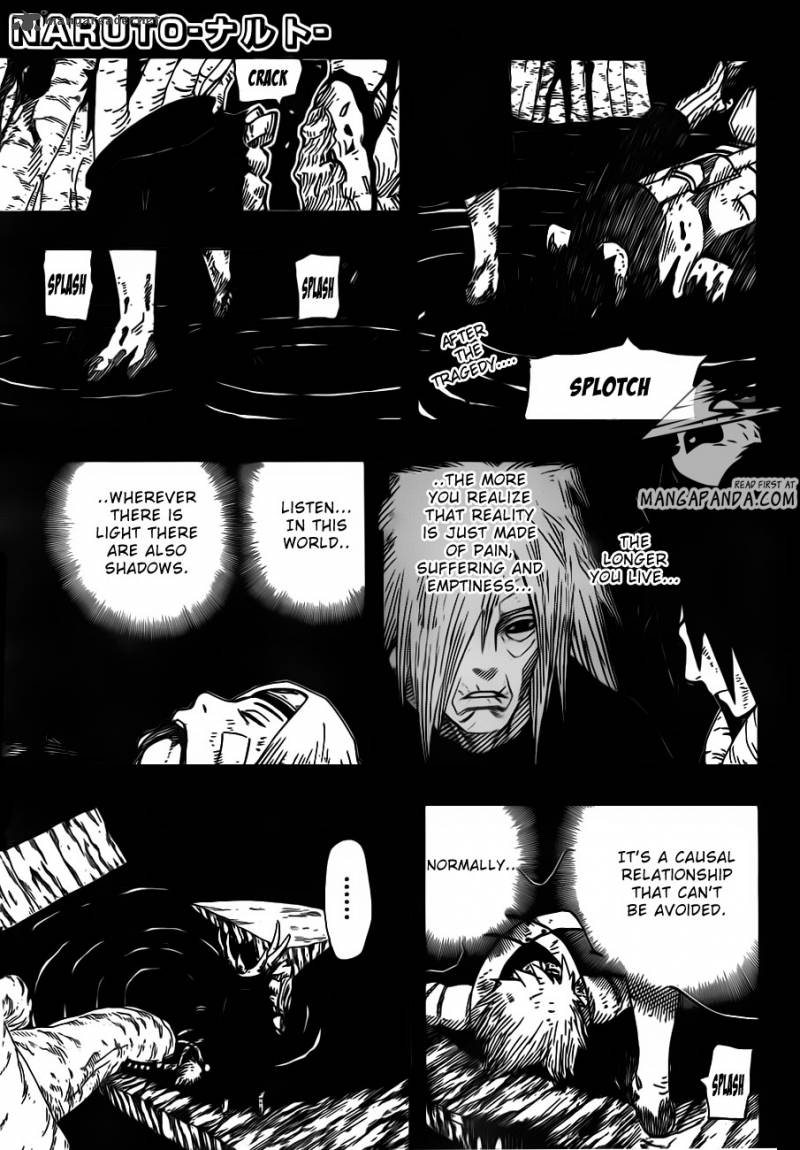 mangareader.net
NARUTO-ナルト-
CRACK
SPLASH
SPLASH
AFTER
THE
TRAGEDY....
SPLOTCH
READ FIRST AT
MANGAPANDA.COM
THE
LONGER
YOU LIVE...
..THE MORE
YOU REALIZE
THAT REALITY
IS JUST MADE
OF PAIN,
SUFFERING AND
EMPTINESS...
LISTEN...
IN THIS
WORLD..
..WHEREVER
THERE IS
LIGHT THERE
ARE ALSO
SHADOWS.
IT'S A CAUSAL
RELATIONSHIP
THAT CAN'T
BE AVOIDED.
NORMALLY...
SPLASH
......